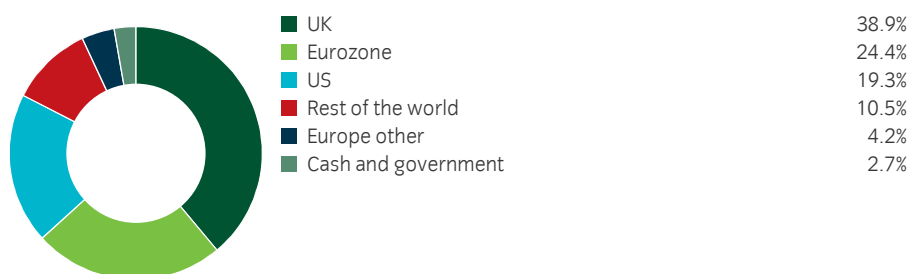 UK 38.9%
Eurozone 24.4%
US 19.3%
Rest of the world 10.5%
Europe other 4.2%
Cash and government 2.7%